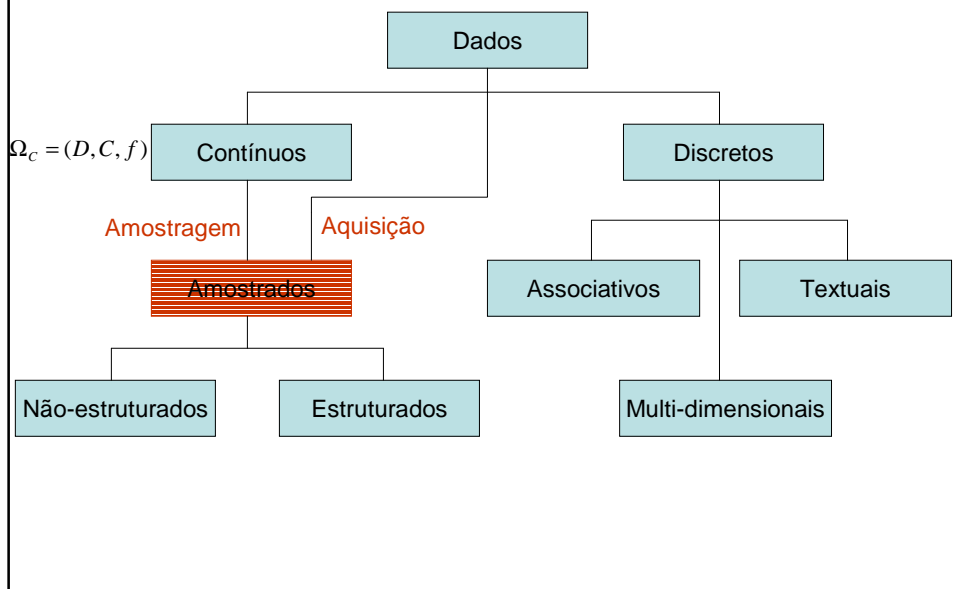 Dados
Ω_C = (D, C, f)
Contínuos
Discretos
Amostragem
Aquisição
Amostrados
Associativos
Textuais
Não-estruturados
Estruturados
Multi-dimensionais